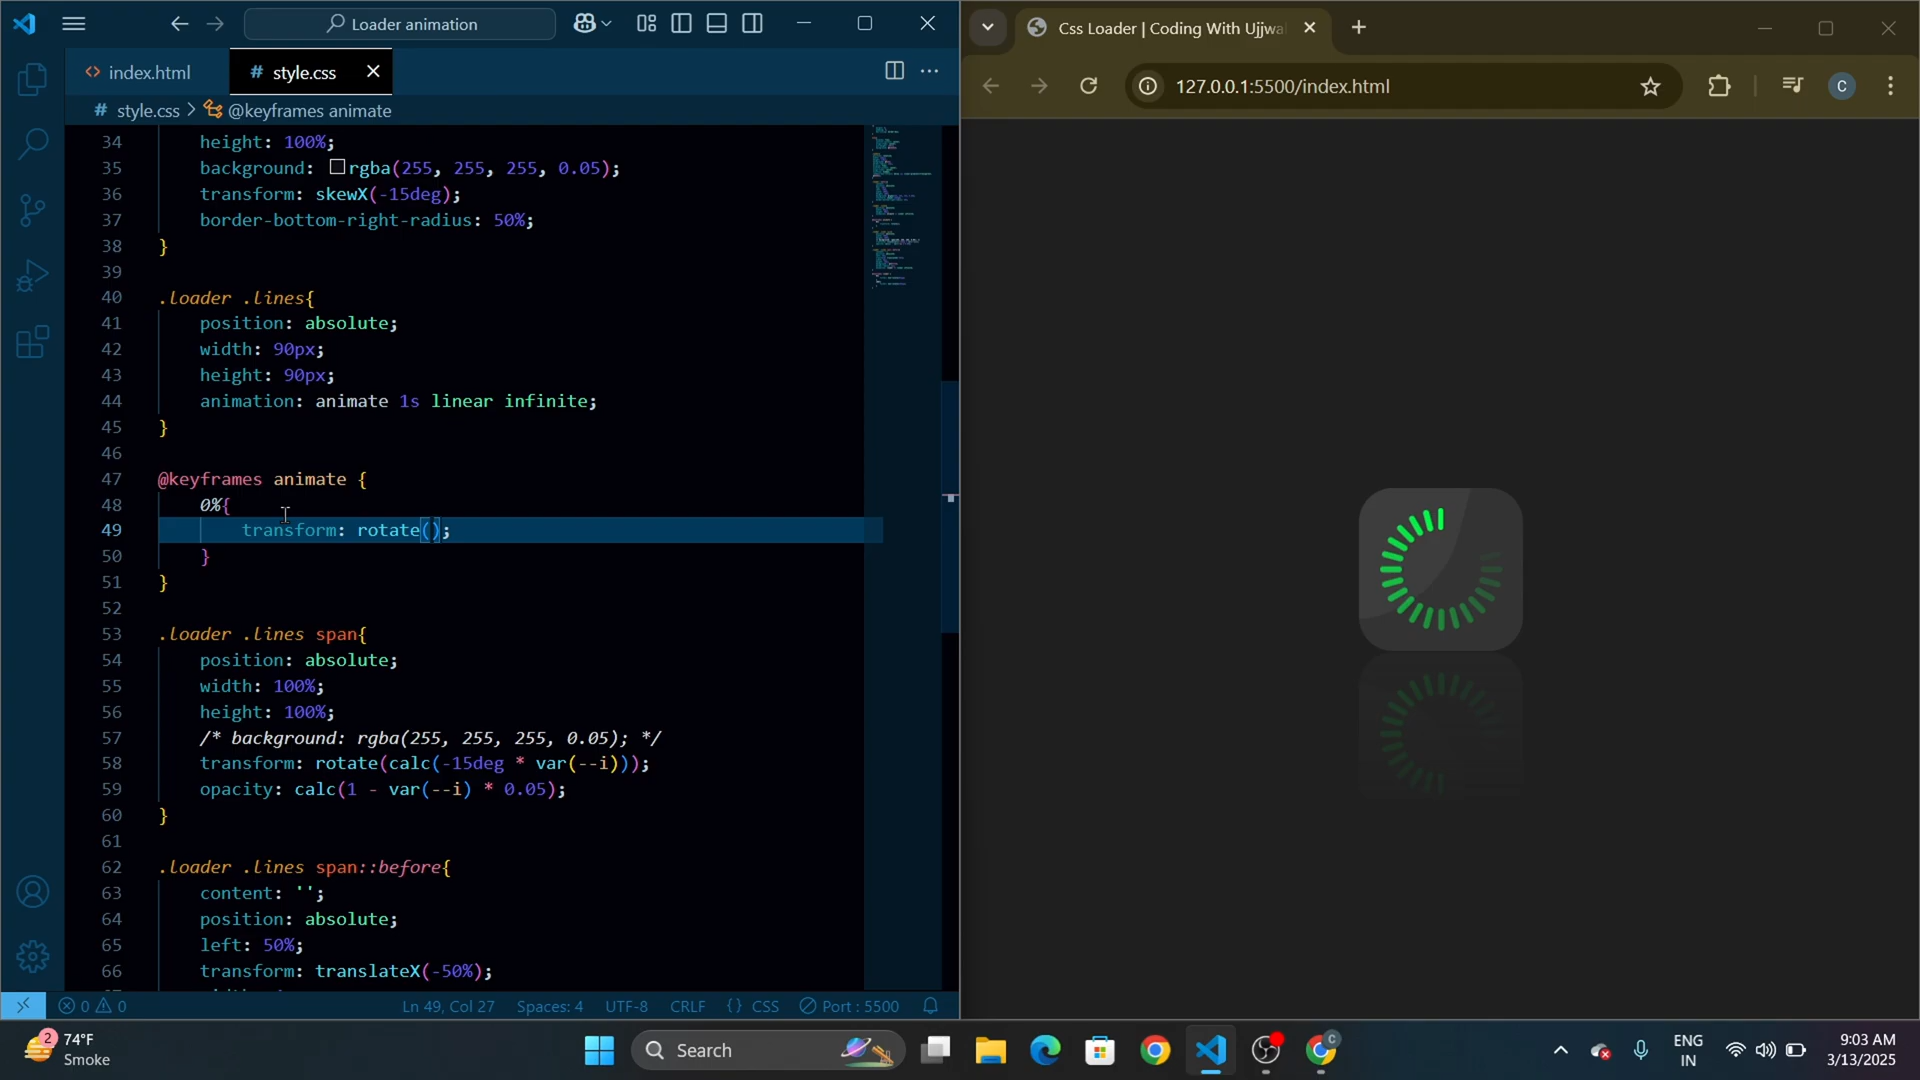 Loader animation
index.html
# style.css
# style.css > @keyframes animate
34 height: 100%;
35 background: rgba(255, 255, 255, 0.05);
36 transform: skewX(-15deg);
37 border-bottom-right-radius: 50%;
38 }
39
40 .loader .lines{
41 position: absolute;
42 width: 90px;
43 height: 90px;
44 animation: animate 1s linear infinite;
45 }
46
47 @keyframes animate {
48 0%{
49 transform: rotate();
50 }
51 }
52
53 .loader .lines span{
54 position: absolute;
55 width: 100%;
56 height: 100%;
57 /* background: rgba(255, 255, 255, 0.05); */
58 transform: rotate(calc(-15deg * var(--i)));
59 opacity: calc(1 - var(--i) * 0.05);
60 }
61
62 .loader .lines span::before{
63 content: '';
64 position: absolute;
65 left: 50%;
66 transform: translateX(-50%);
0 0
Ln 49, Col 27
Spaces: 4
UTF-8
CRLF
{} CSS
Port : 5500
Css Loader | Coding With Ujjwa
127.0.0.1:5500/index.html
C
2
74°F
Smoke
Search
C
ENG
IN
9:03 AM
3/13/2025